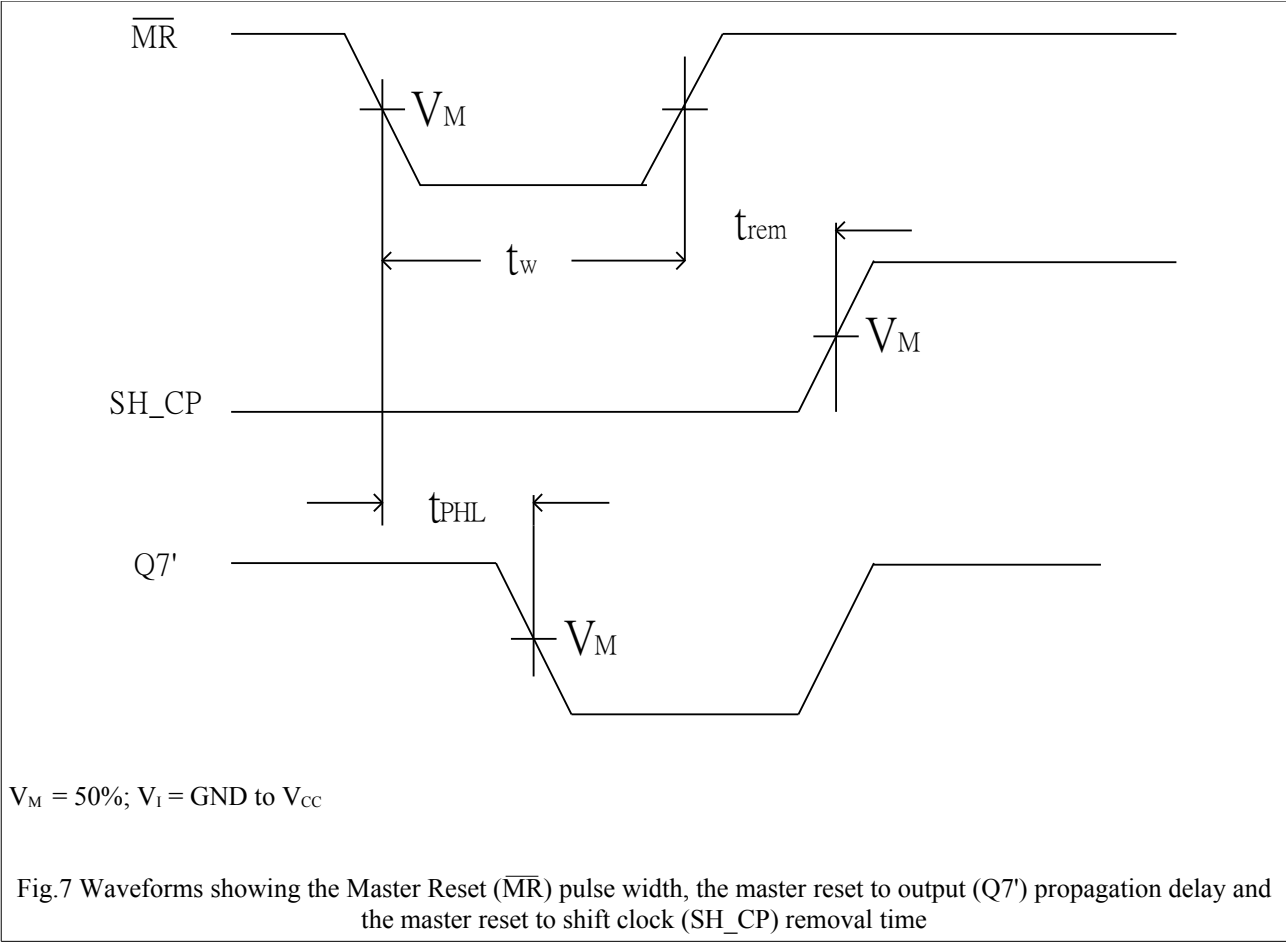 M̅R̅
VM
tw
trem
VM
SH_CP
tPHL
Q7'
VM
VM = 50%; VI = GND to VCC
Fig.7 Waveforms showing the Master Reset (M̅R̅) pulse width, the master reset to output (Q7') propagation delay and
the master reset to shift clock (SH_CP) removal time